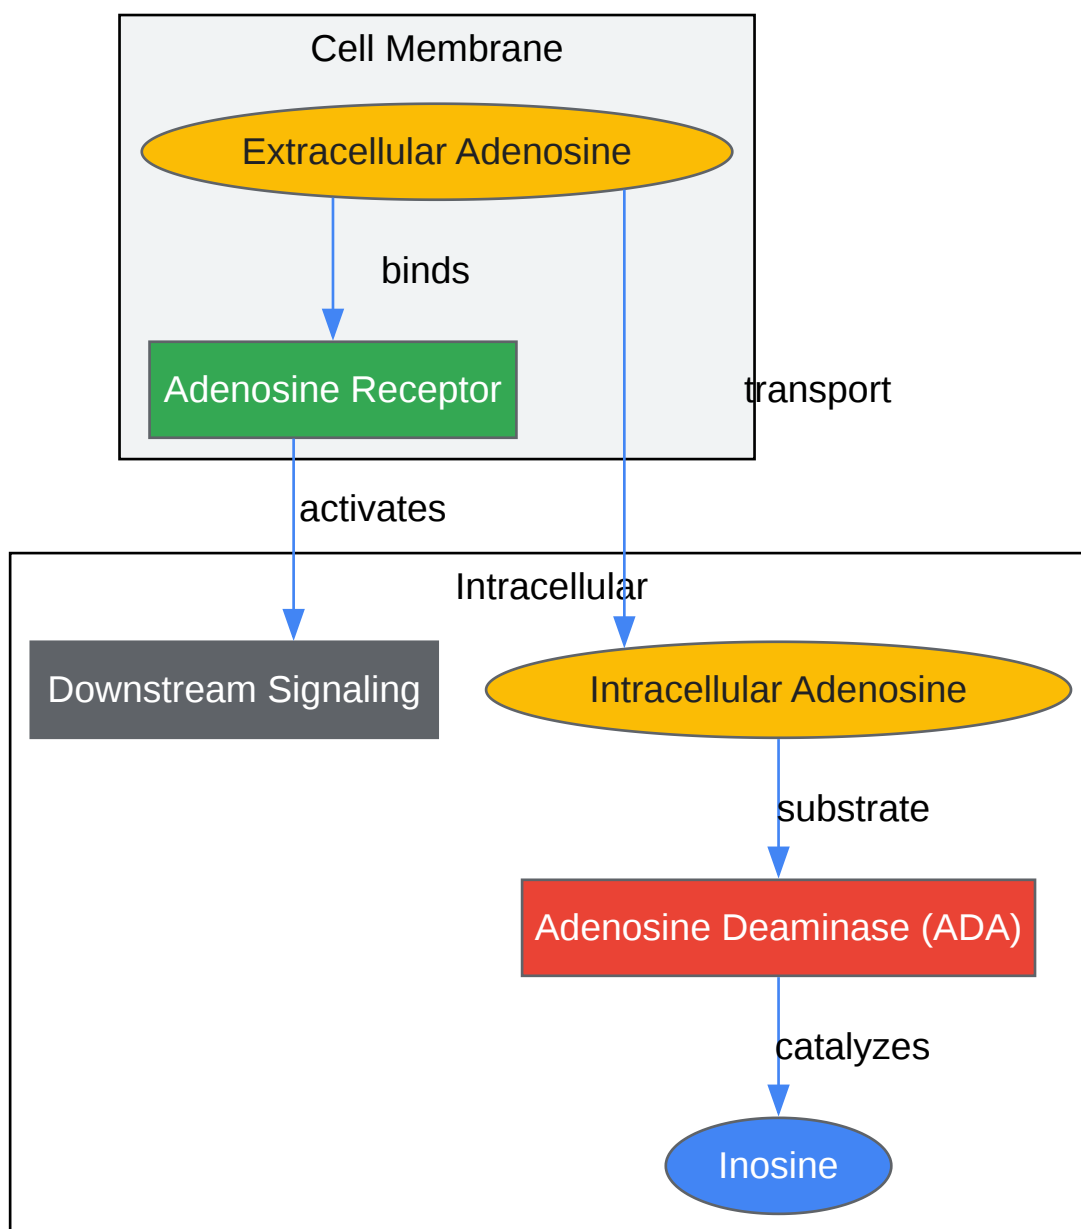 Cell Membrane
Extracellular Adenosine
binds
Adenosine Receptor
transport
activates
Intracellular
Downstream Signaling
Intracellular Adenosine
substrate
Adenosine Deaminase (ADA)
catalyzes
Inosine